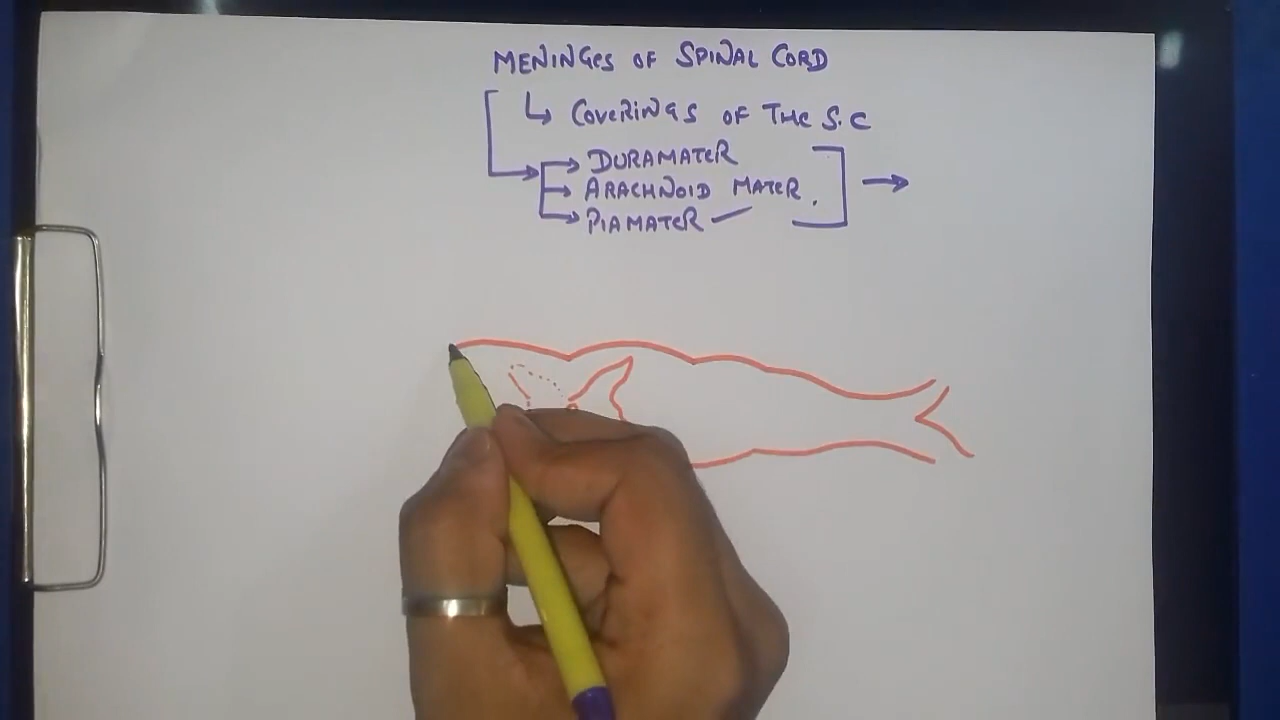 MENINGES OF SPINAL CORD
↳ COVERINGS OF THE S.C
→ DURAMATER
→ ARACHNOID MATER.
→ PIAMATER